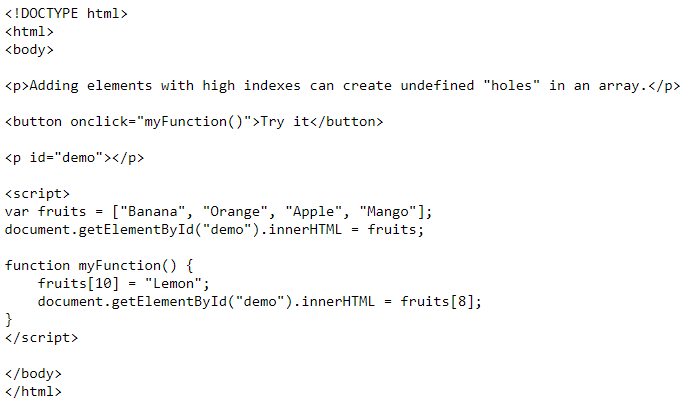 <!DOCTYPE html>
<html>
<body>
<p>Adding elements with high indexes can create undefined "holes" in an array.</p>
<button onclick="myFunction()">Try it</button>
<p id="demo"></p>
<script>
var fruits = ["Banana", "Orange", "Apple", "Mango"];
document.getElementById("demo").innerHTML = fruits;
function myFunction() {
    fruits[10] = "Lemon";
    document.getElementById("demo").innerHTML = fruits[8];
}
</script>
</body>
</html>